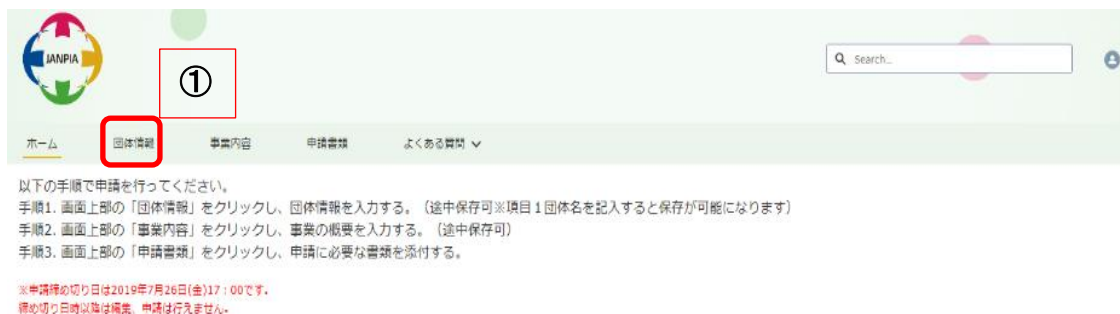 JANPIA
①
Search...
ホーム 団体情報 事業内容 申請書類 よくある質問
以下の手順で申請を行ってください。
手順1. 画面上部の「団体情報」をクリックし、団体情報を入力する。（途中保存可※項目1団体名を記入すると保存が可能になります）
手順2. 画面上部の「事業内容」をクリックし、事業の概要を入力する。（途中保存可）
手順3. 画面上部の「申請書類」をクリックし、申請に必要な書類を添付する。
※申請締め切り日は2019年7月26日(金)17：00です。
締め切り日時以降は編集、申請は行えません。